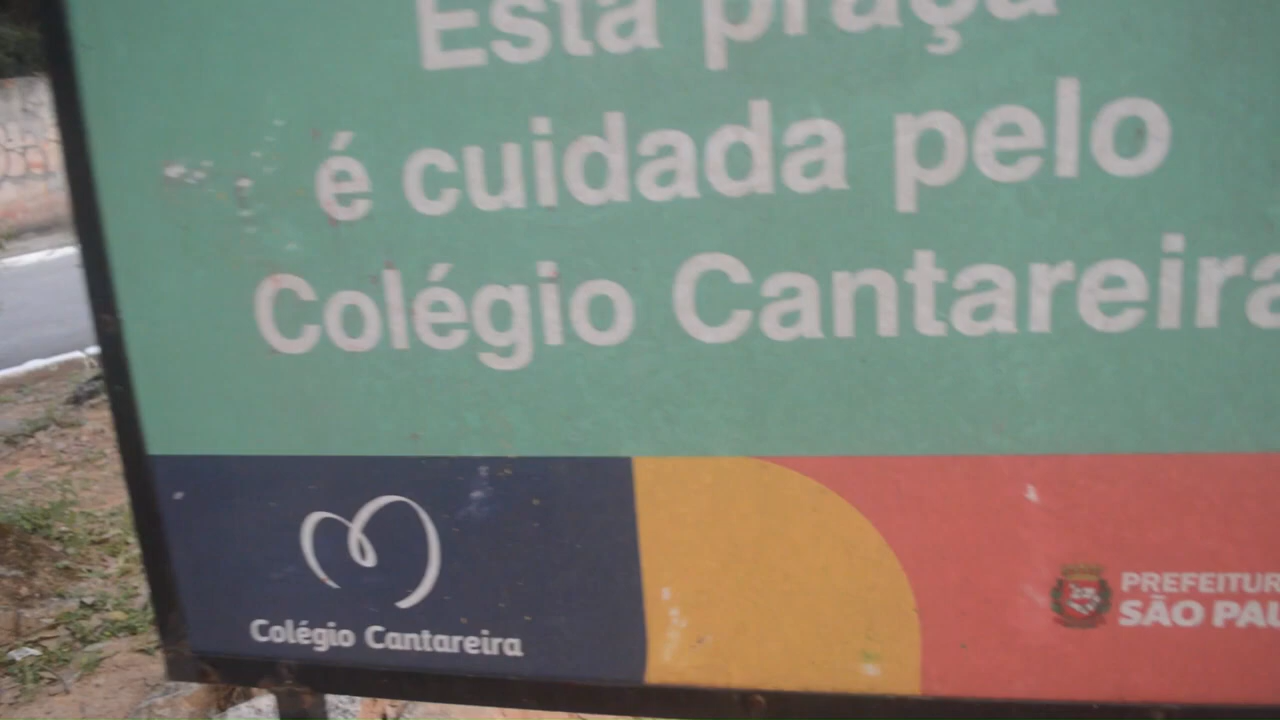 Esta praça
é cuidada pelo
Colégio Cantareira
Colégio Cantareira
PREFEITUR
SÃO PAU